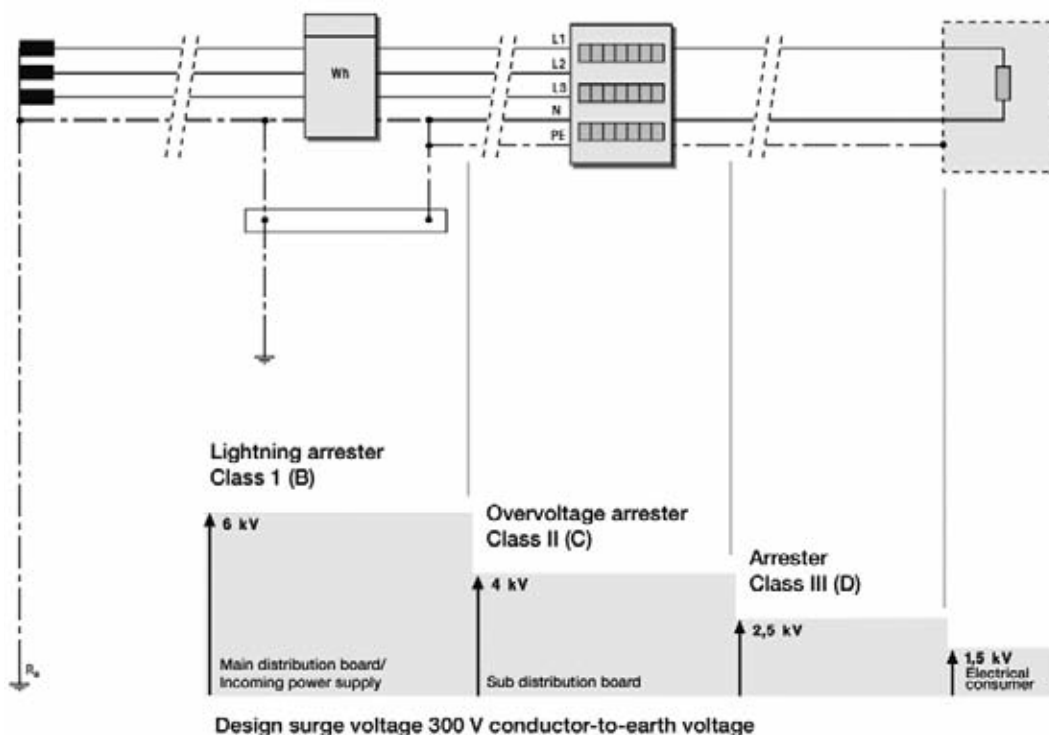 L1
L2
Wh
L3
N
PE
Lightning arrester
Class 1 (B)
6 kV
Overvoltage arrester
Class II (C)
4 kV
Arrester
Class III (D)
2,5 kV
1,5 kV
Electrical
consumer
Main distribution board/
Incoming power supply
Sub distribution board
Design surge voltage 300 V conductor-to-earth voltage